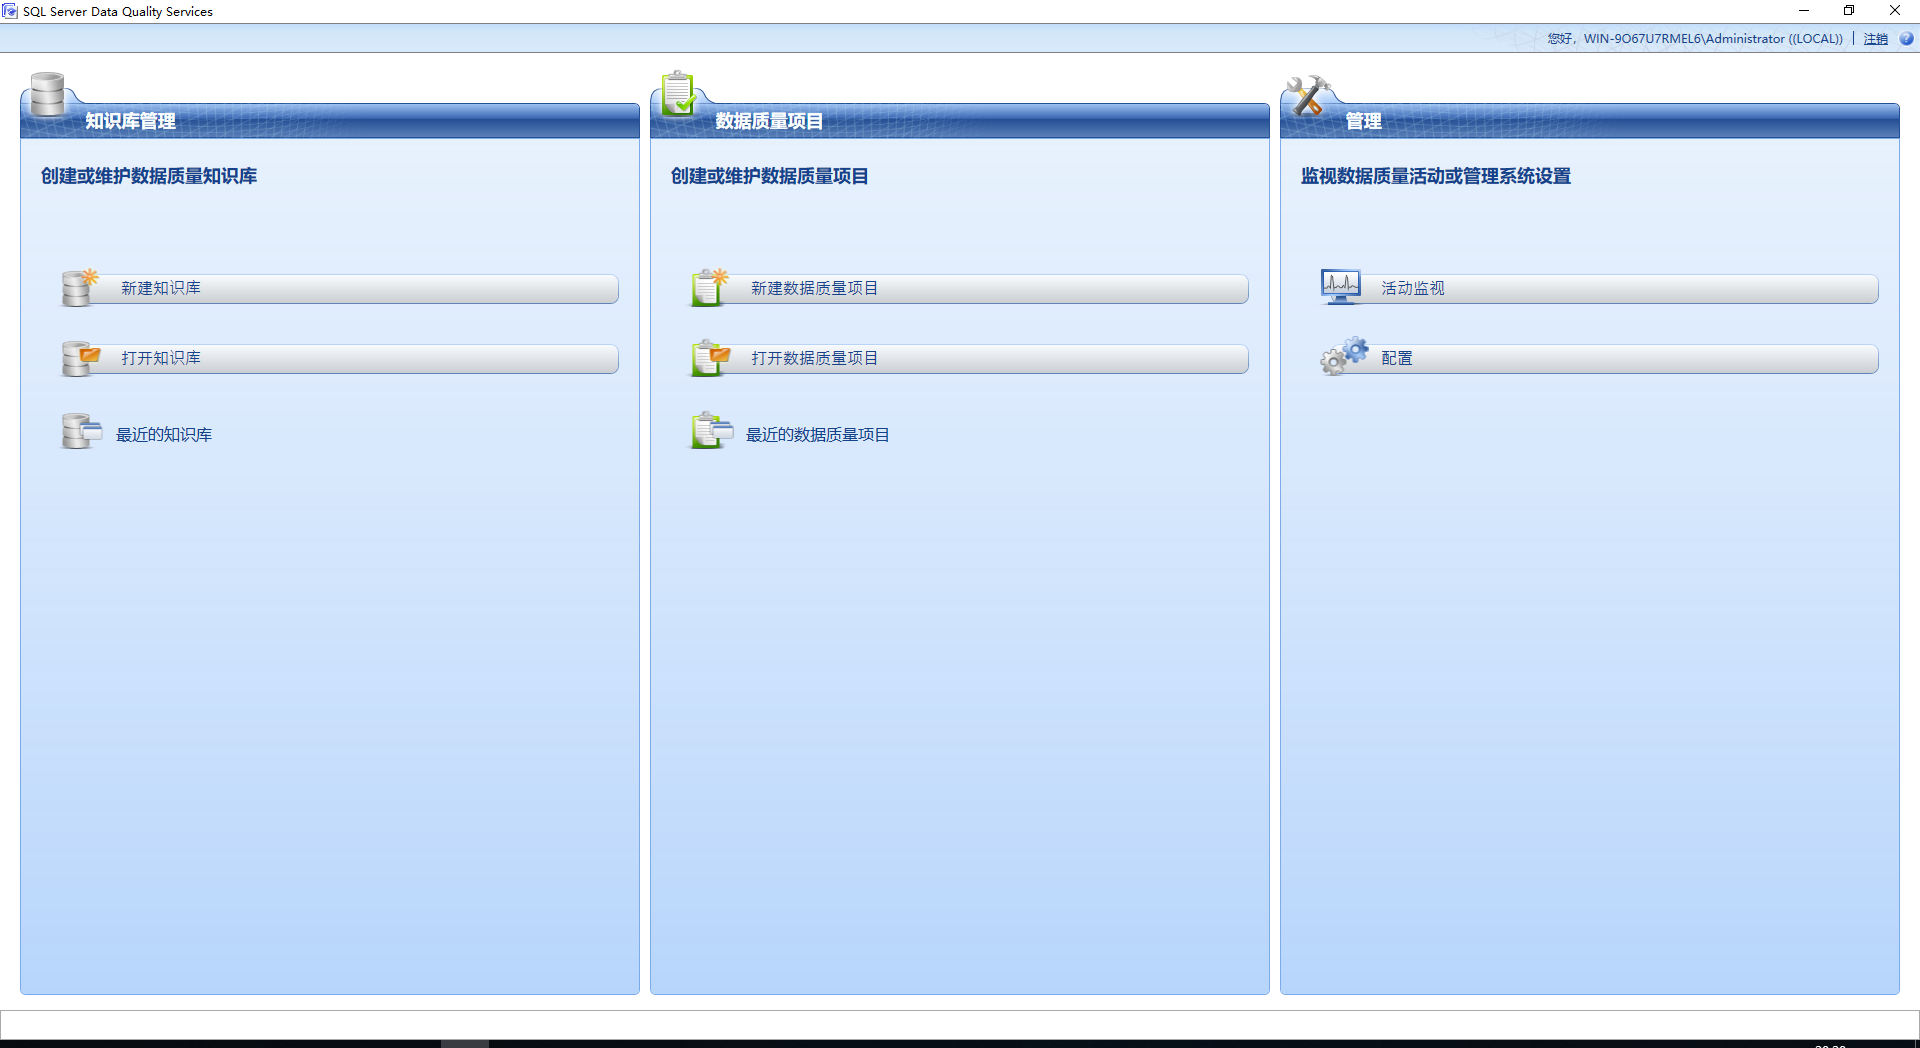 SQL Server Data Quality Services
您好，WIN-9O67U7RMEL6\Administrator ((LOCAL)) | 注销
知识库管理
创建或维护数据质量知识库
新建知识库
打开知识库
最近的知识库
数据质量项目
创建或维护数据质量项目
新建数据质量项目
打开数据质量项目
最近的数据质量项目
管理
监视数据质量活动或管理系统设置
活动监视
配置